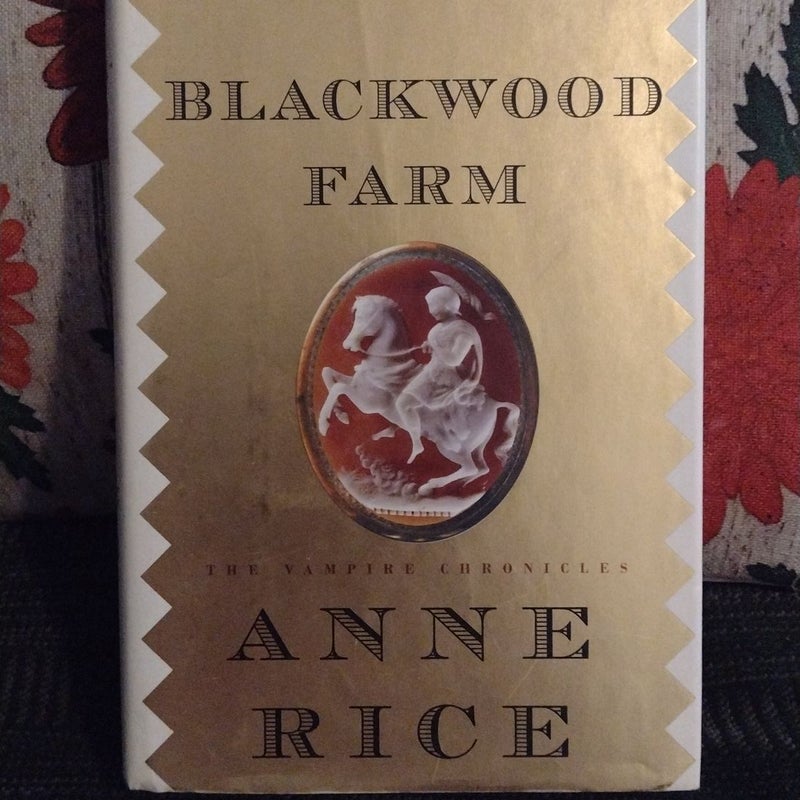 BLACKWOOD
FARM
THE VAMPIRE CHRONICLES
ANNE
RICE